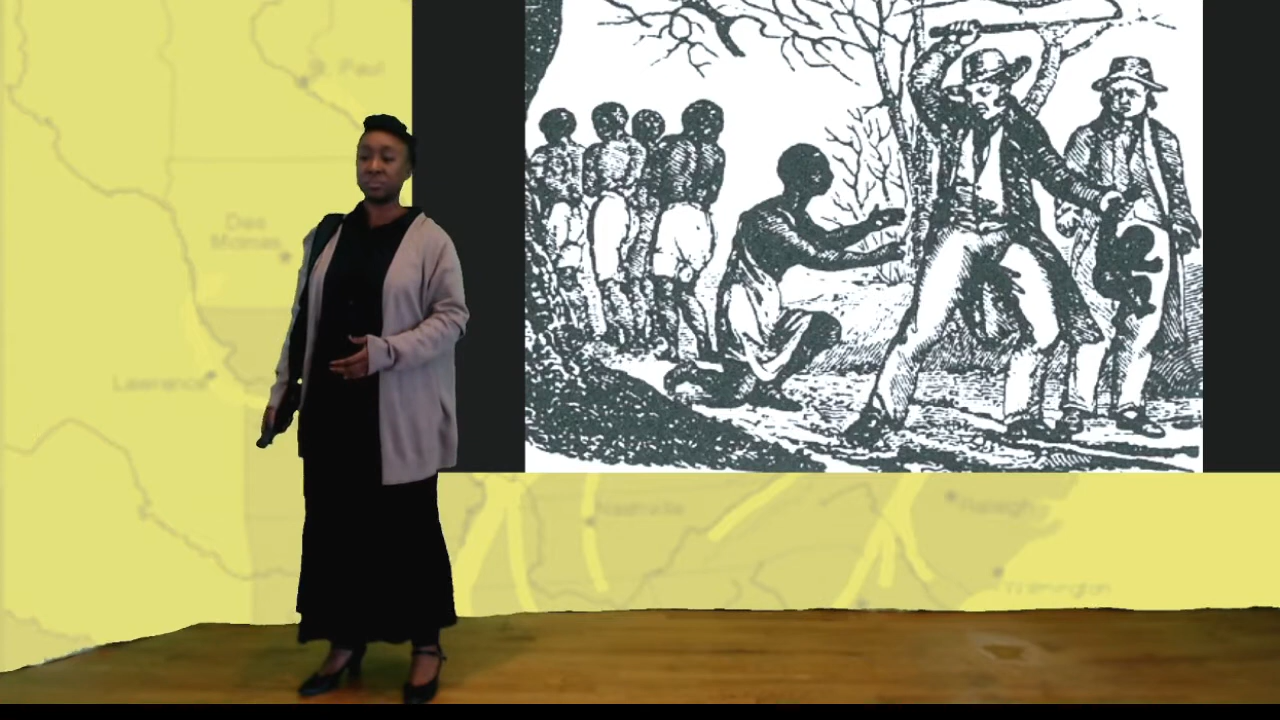 St. Paul
Des
Moines
Lawrence
Nashville
Raleigh
Wilmington